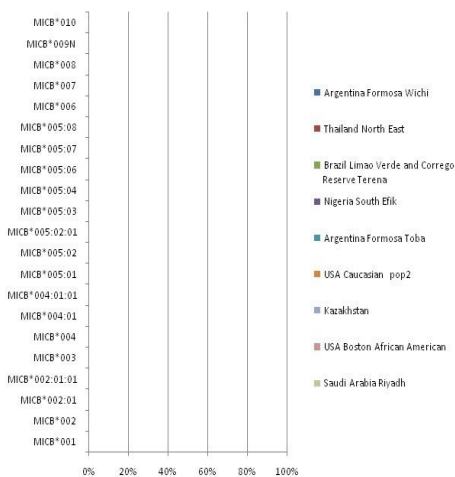 MICB*010
MICB*009N
MICB*008
MICB*007
MICB*006
MICB*005:08
MICB*005:07
MICB*005:06
MICB*005:04
MICB*005:03
MICB*005:02:01
MICB*005:02
MICB*005:01
MICB*004:01:01
MICB*004:01
MICB*004
MICB*003
MICB*002:01:01
MICB*002:01
MICB*002
MICB*001
0% 20% 40% 60% 80% 100%
Argentina Formosa Wichi
Thailand North East
Brazil Limao Verde and Corrego
Reserve Terena
Nigeria South Efik
Argentina Formosa Toba
USA Caucasian pop2
Kazakhstan
USA Boston African American
Saudi Arabia Riyadh